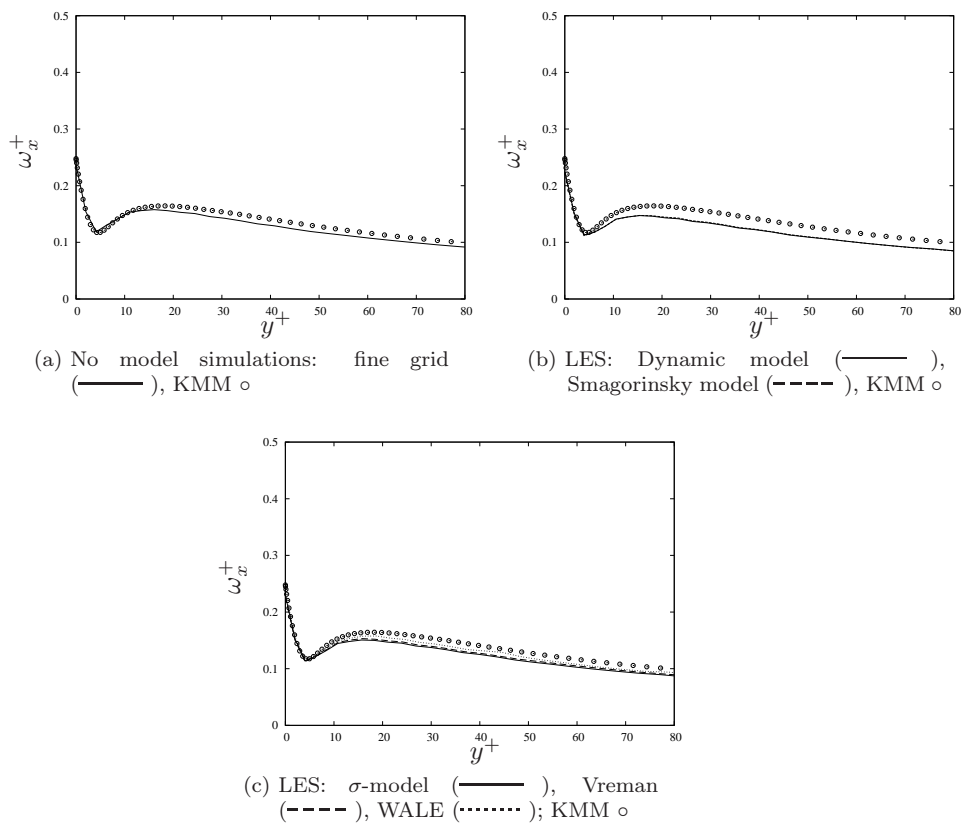 0.5
0.4
0.3
0.2
0.1
0
ω_x^+
0 10 20 30 40 50 60 70 80
y^+
(a) No model simulations: fine grid
( ), KMM ∘
0.5
0.4
0.3
0.2
0.1
0
ω_x^+
0 10 20 30 40 50 60 70 80
y^+
(b) LES: Dynamic model ( ),
Smagorinsky model ( ), KMM ∘
0.5
0.4
0.3
0.2
0.1
0
ω_x^+
0 10 20 30 40 50 60 70 80
y^+
(c) LES: σ-model ( ), Vreman
( ), WALE ( ); KMM ∘